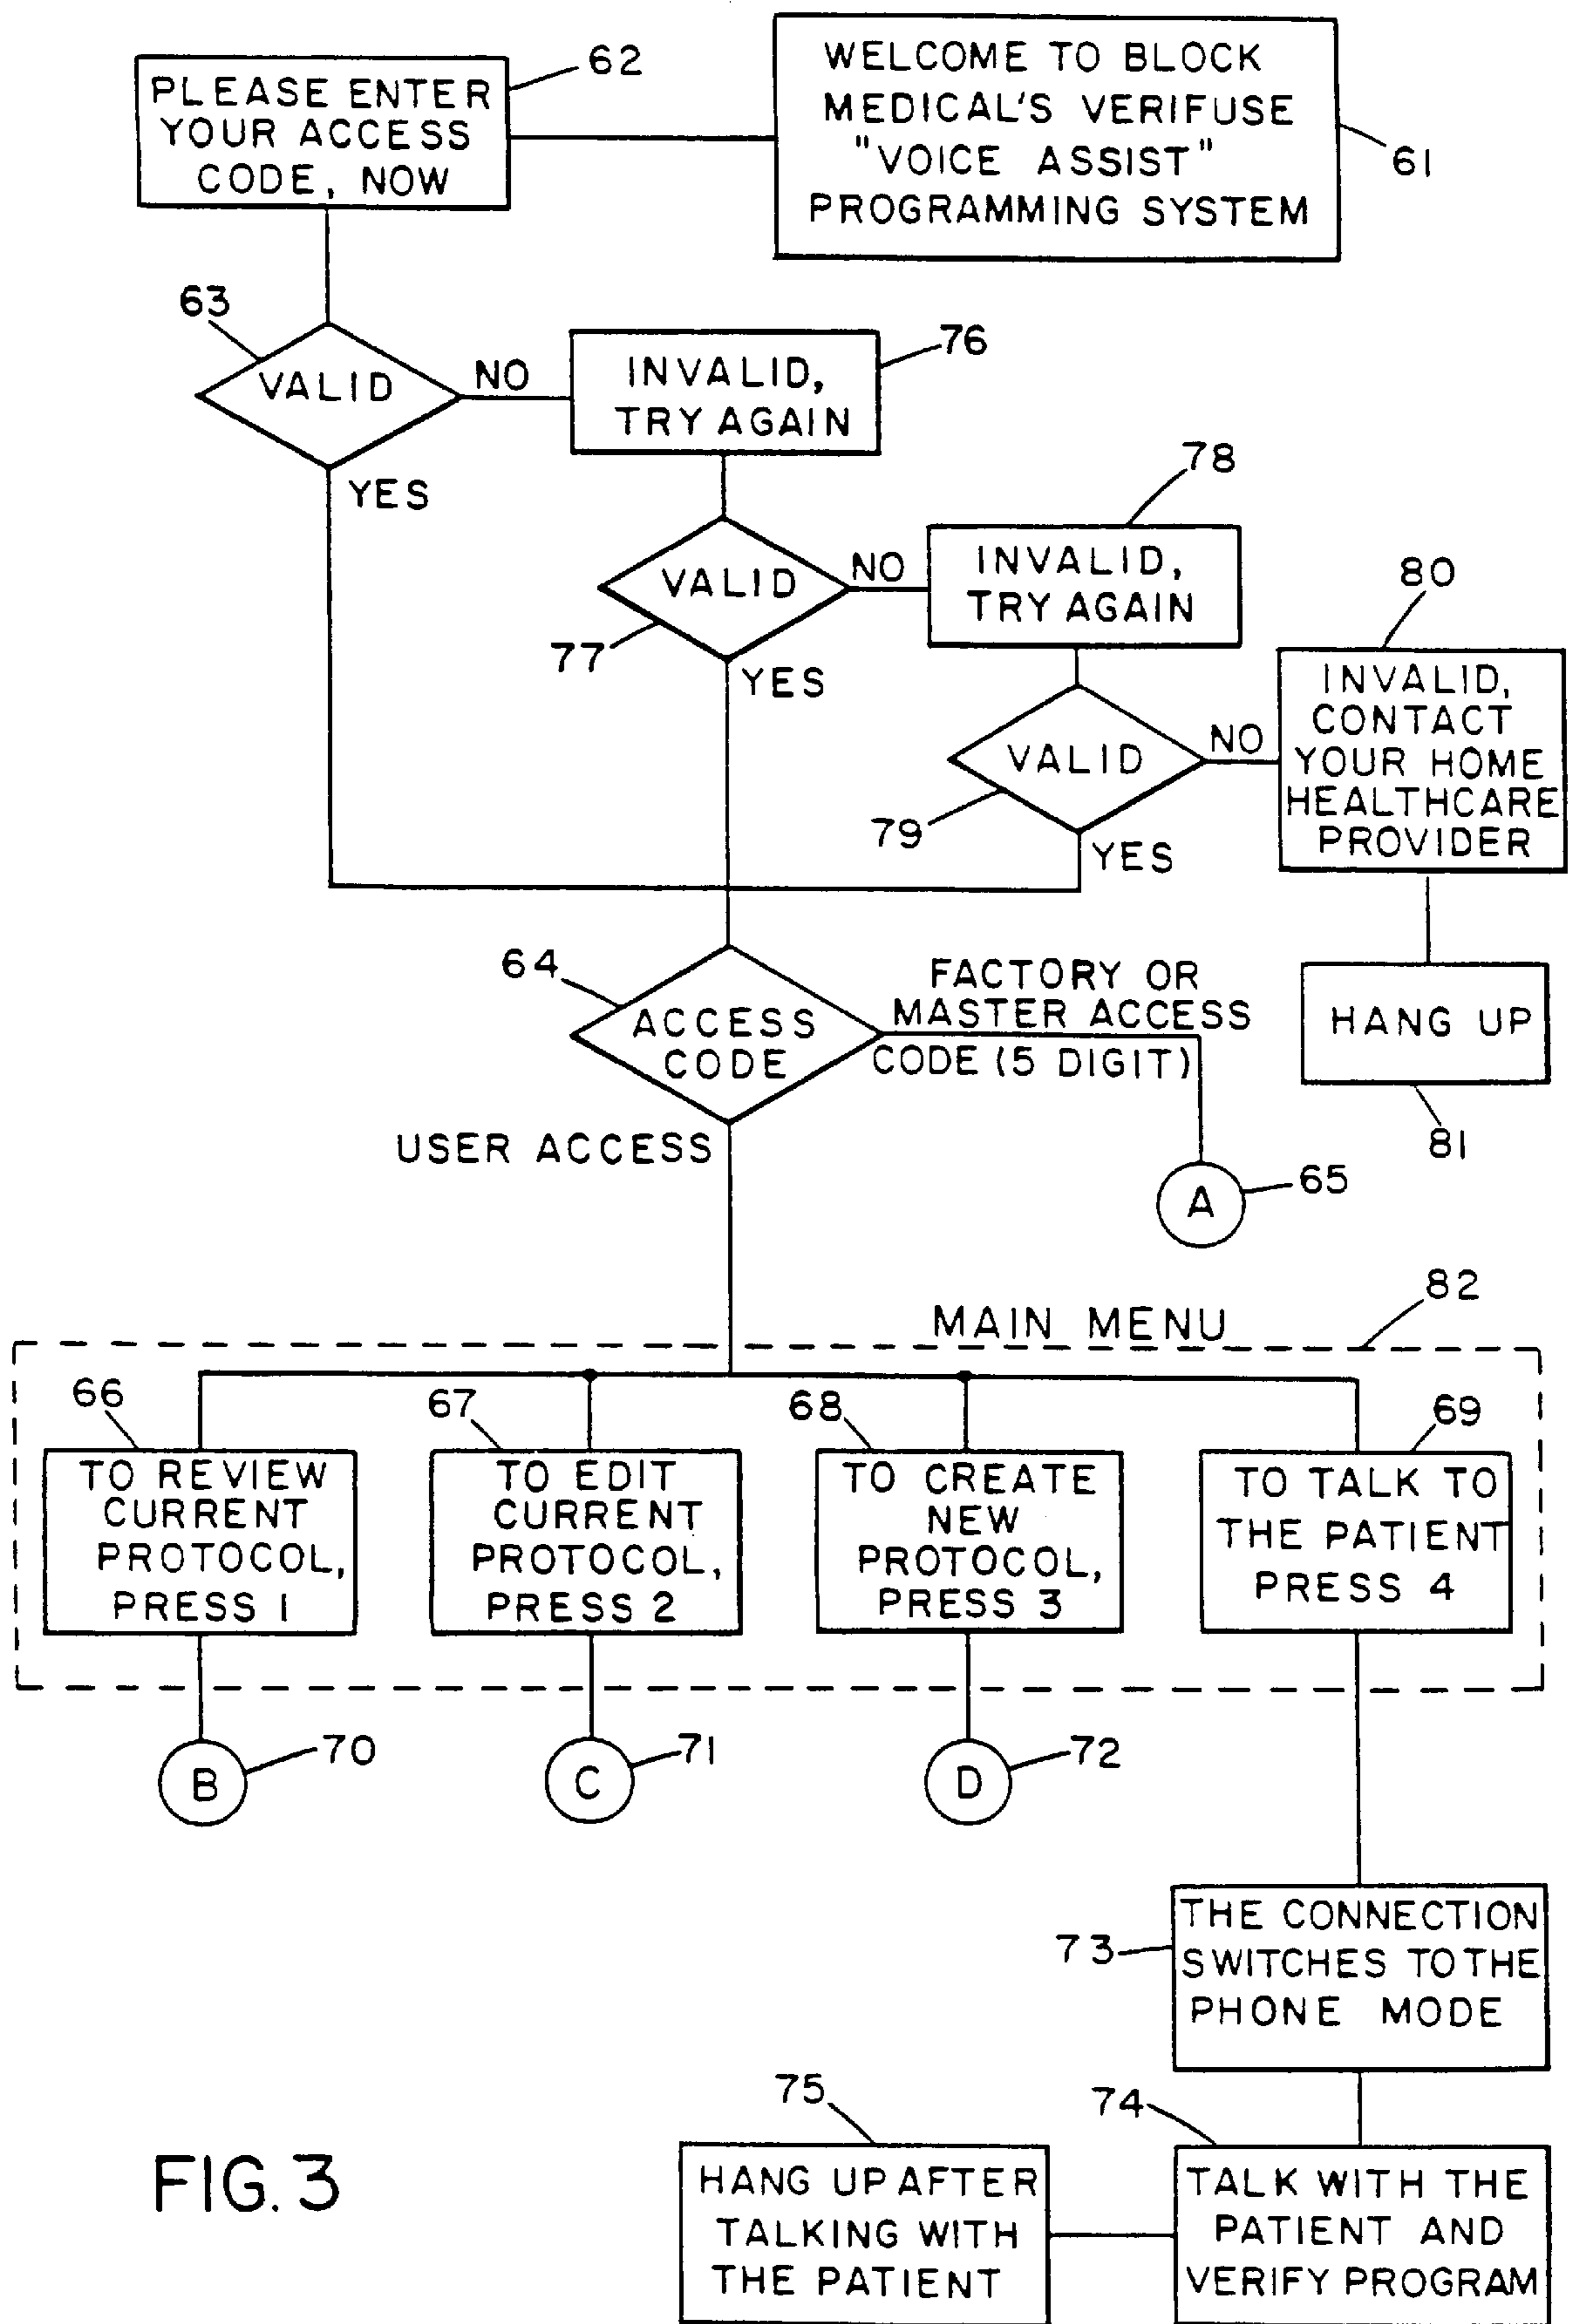 62
PLEASE ENTER
YOUR ACCESS
CODE, NOW
WELCOME TO BLOCK
MEDICAL'S VERIFUSE
"VOICE ASSIST"
PROGRAMMING SYSTEM
61
63
VALID
NO
YES
76
INVALID,
TRY AGAIN
77
VALID
NO
YES
78
INVALID,
TRY AGAIN
79
VALID
NO
YES
80
INVALID,
CONTACT
YOUR HOME
HEALTHCARE
PROVIDER
HANG UP
81
64
ACCESS
CODE
FACTORY OR
MASTER ACCESS
CODE (5 DIGIT)
USER ACCESS
A
65
MAIN MENU
82
66
TO REVIEW
CURRENT
PROTOCOL,
PRESS 1
67
TO EDIT
CURRENT
PROTOCOL,
PRESS 2
68
TO CREATE
NEW
PROTOCOL,
PRESS 3
69
TO TALK TO
THE PATIENT
PRESS 4
B
70
C
71
D
72
73
THE CONNECTION
SWITCHES TO THE
PHONE MODE
74
TALK WITH THE
PATIENT AND
VERIFY PROGRAM
75
HANG UP AFTER
TALKING WITH
THE PATIENT
FIG. 3